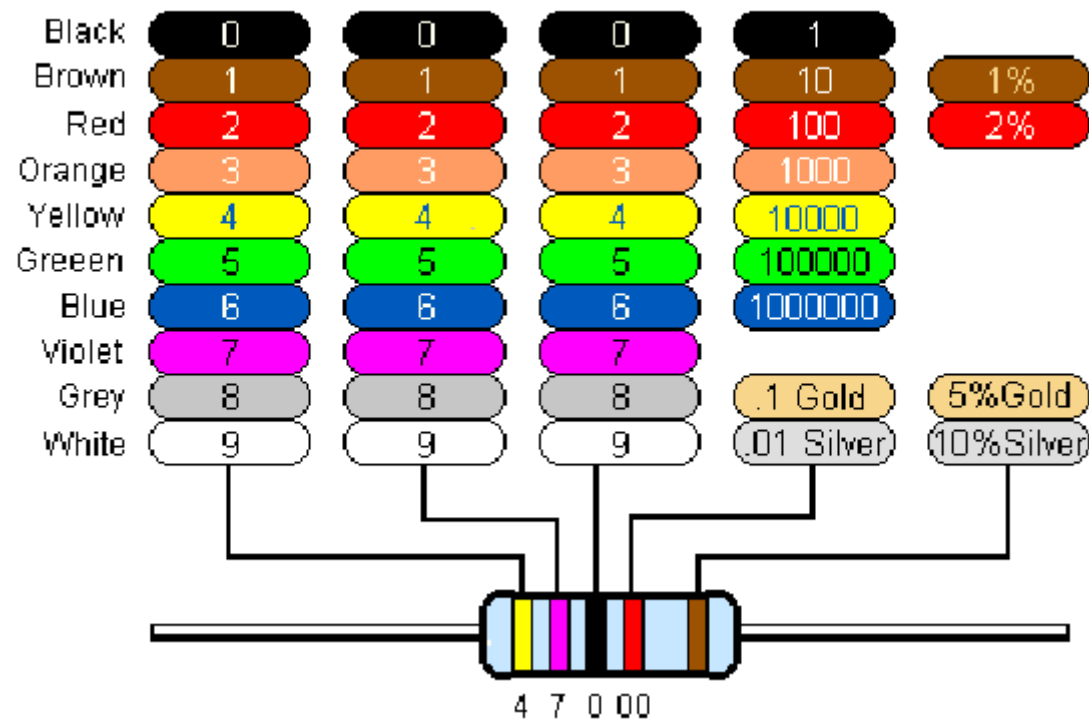 Black 0 0 0 1
Brown 1 1 1 10 1%
Red 2 2 2 100 2%
Orange 3 3 3 1000
Yellow 4 4 4 10000
Greeen 5 5 5 100000
Blue 6 6 6 1000000
Violet 7 7 7
Grey 8 8 8 .1 Gold 5%Gold
White 9 9 9 .01 Silver 10%Silver
4 7 0 00